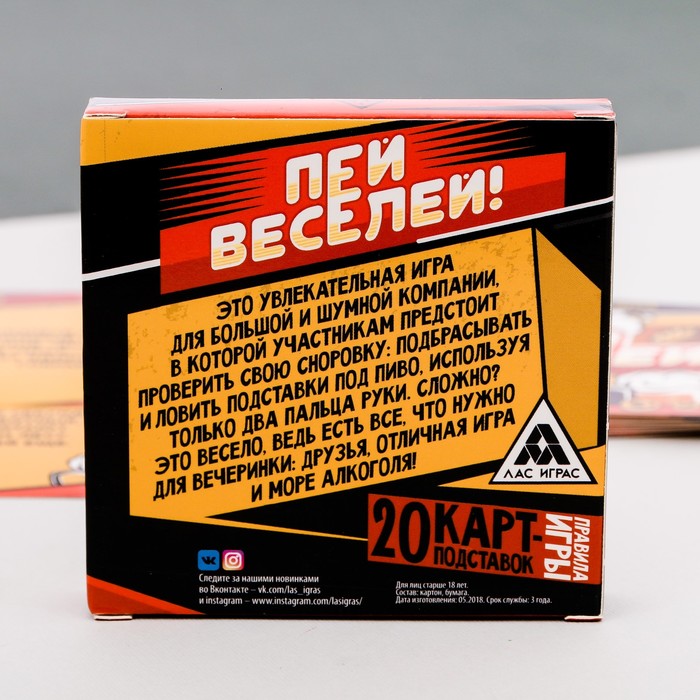 ПЕЙ
ВЕСЕЛЕЙ!
ЭТО УВЛЕКАТЕЛЬНАЯ ИГРА
ДЛЯ БОЛЬШОЙ И ШУМНОЙ КОМПАНИИ,
В КОТОРОЙ УЧАСТНИКАМ ПРЕДСТОИТ
ПРОВЕРИТЬ СВОЮ СНОРОВКУ: ПОДБРАСЫВАТЬ
И ЛОВИТЬ ПОДСТАВКИ ПОД ПИВО, ИСПОЛЬЗУЯ
ТОЛЬКО ДВА ПАЛЬЦА РУКИ. СЛОЖНО?
ЭТО ВЕСЕЛО, ВЕДЬ ЕСТЬ ВСЕ, ЧТО НУЖНО
ДЛЯ ВЕЧЕРИНКИ: ДРУЗЬЯ, ОТЛИЧНАЯ ИГРА
И МОРЕ АЛКОГОЛЯ!
ЛАС ИГРАС
20 КАРТ-
ПОДСТАВОК
ПРАВИЛА
ИГРЫ
Следите за нашими новинками
во Вконтакте – vk.com/las_igras
и instagram – www.instagram.com/lasigras/
Для лиц старше 18 лет.
Состав: картон, бумага.
Дата изготовления: 05.2018. Срок службы: 3 года.